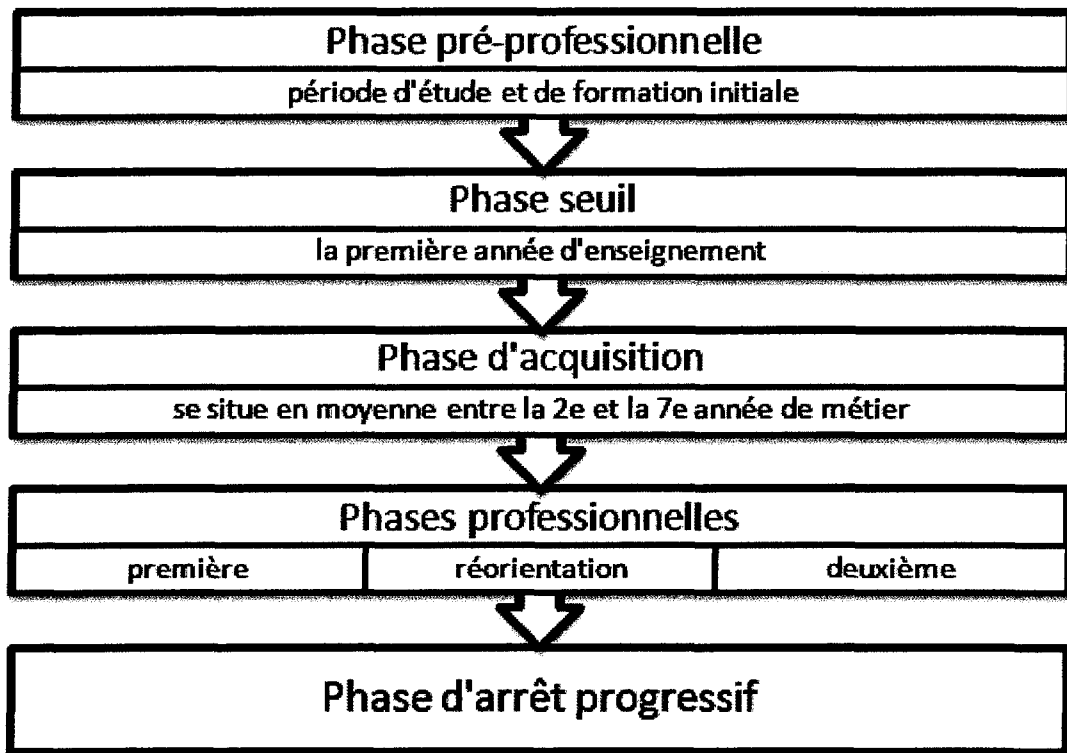 Phase pré-professionnelle
période d'étude et de formation initiale
Phase seuil
la première année d'enseignement
Phase d'acquisition
se situe en moyenne entre la 2e et la 7e année de métier
Phases professionnelles
première réorientation deuxième
Phase d'arrêt progressif